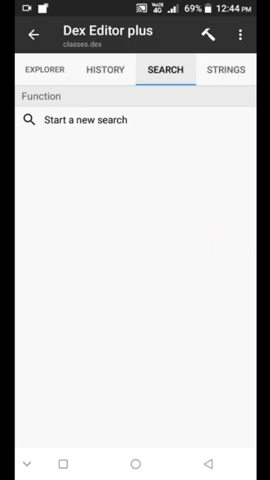 69% 12:44 PM
Dex Editor plus
classes.dex
EXPLORER HISTORY SEARCH STRINGS
Function
Start a new search